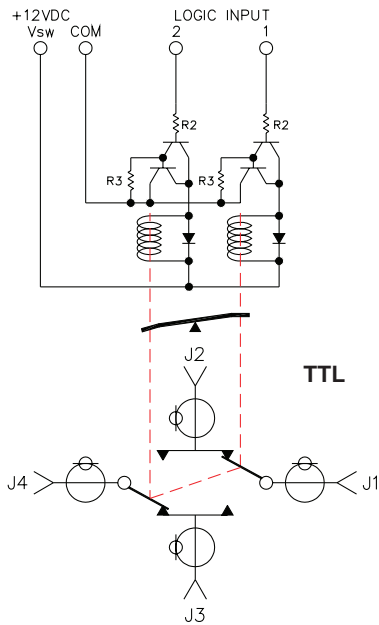 +12VDC LOGIC INPUT
Vsw COM 2 1
R2 R2
R3 R3
J2
TTL
J4 J1
J3